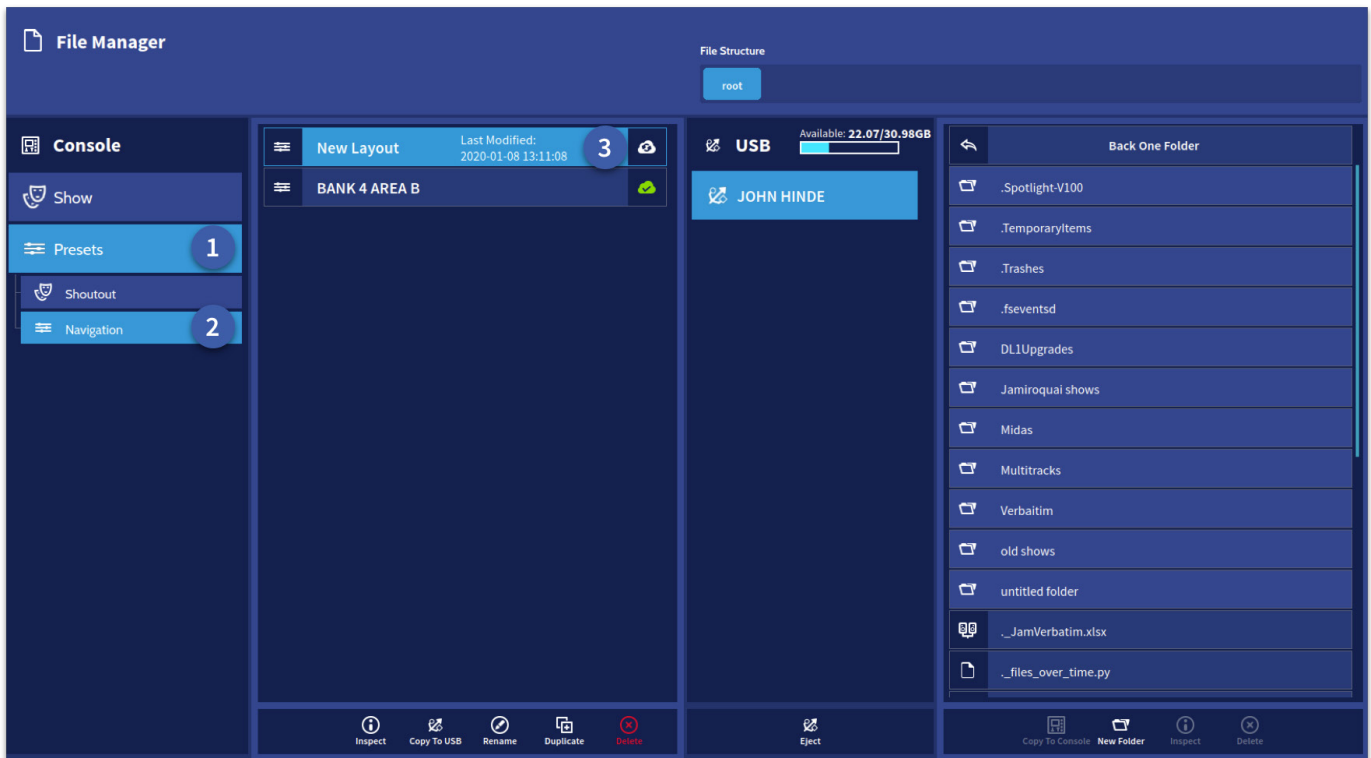 File Manager
File Structure
root
Console
Show
Presets
1
Shoutout
Navigation
2
New Layout
Last Modified:
2020-01-08 13:11:08
3
BANK 4 AREA B
Inspect
Copy To USB
Rename
Duplicate
Delete
USB
Available: 22.07/30.98GB
JOHN HINDE
Eject
Back One Folder
.Spotlight-V100
.TemporaryItems
.Trashes
.fseventsd
DL1Upgrades
Jamiroquai shows
Midas
Multitracks
Verbaitim
old shows
untitled folder
._JamVerbatim.xlsx
._files_over_time.py
Copy To Console
New Folder
Inspect
Delete